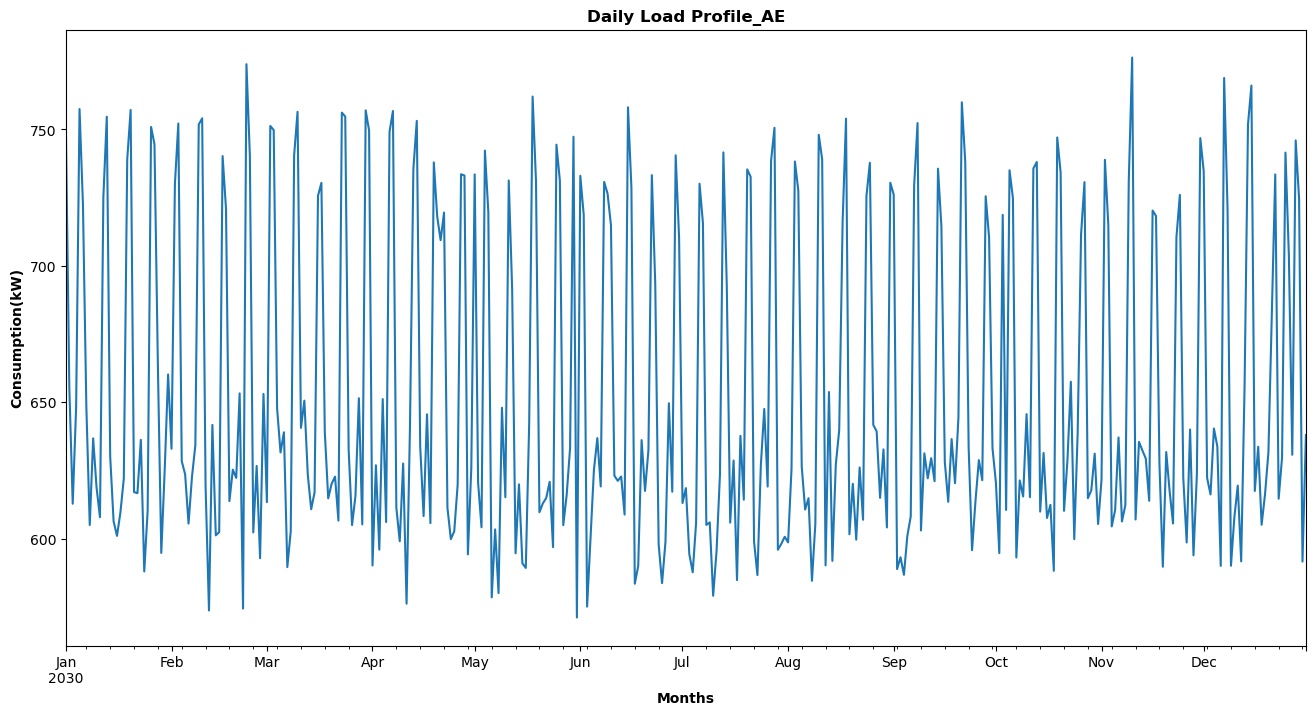 Daily Load Profile_AE
Consumption(kW)
750
700
650
600
Jan Feb Mar Apr May Jun Jul Aug Sep Oct Nov Dec
2030
Months